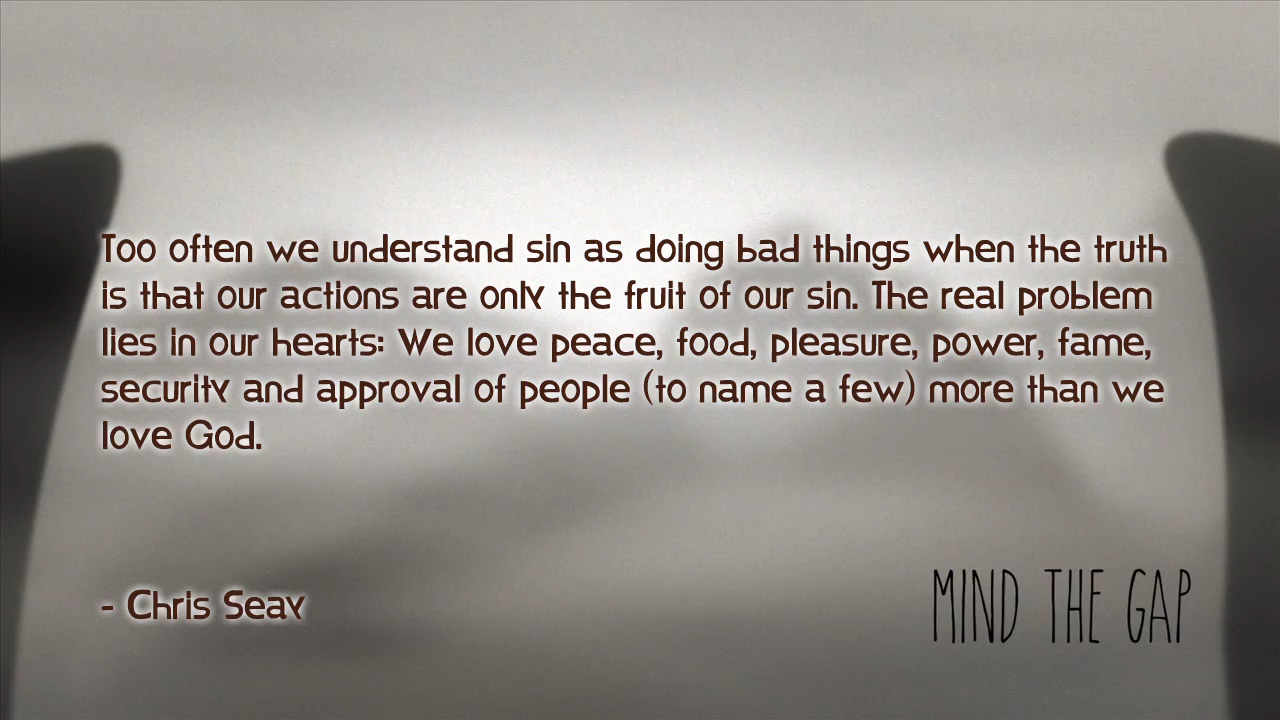 Too often we understand sin as doing bad things when the truth
is that our actions are only the fruit of our sin. The real problem
lies in our hearts: We love peace, food, pleasure, power, fame,
security and approval of people (to name a few) more than we
love God.
- Chris Seay
MIND THE GAP